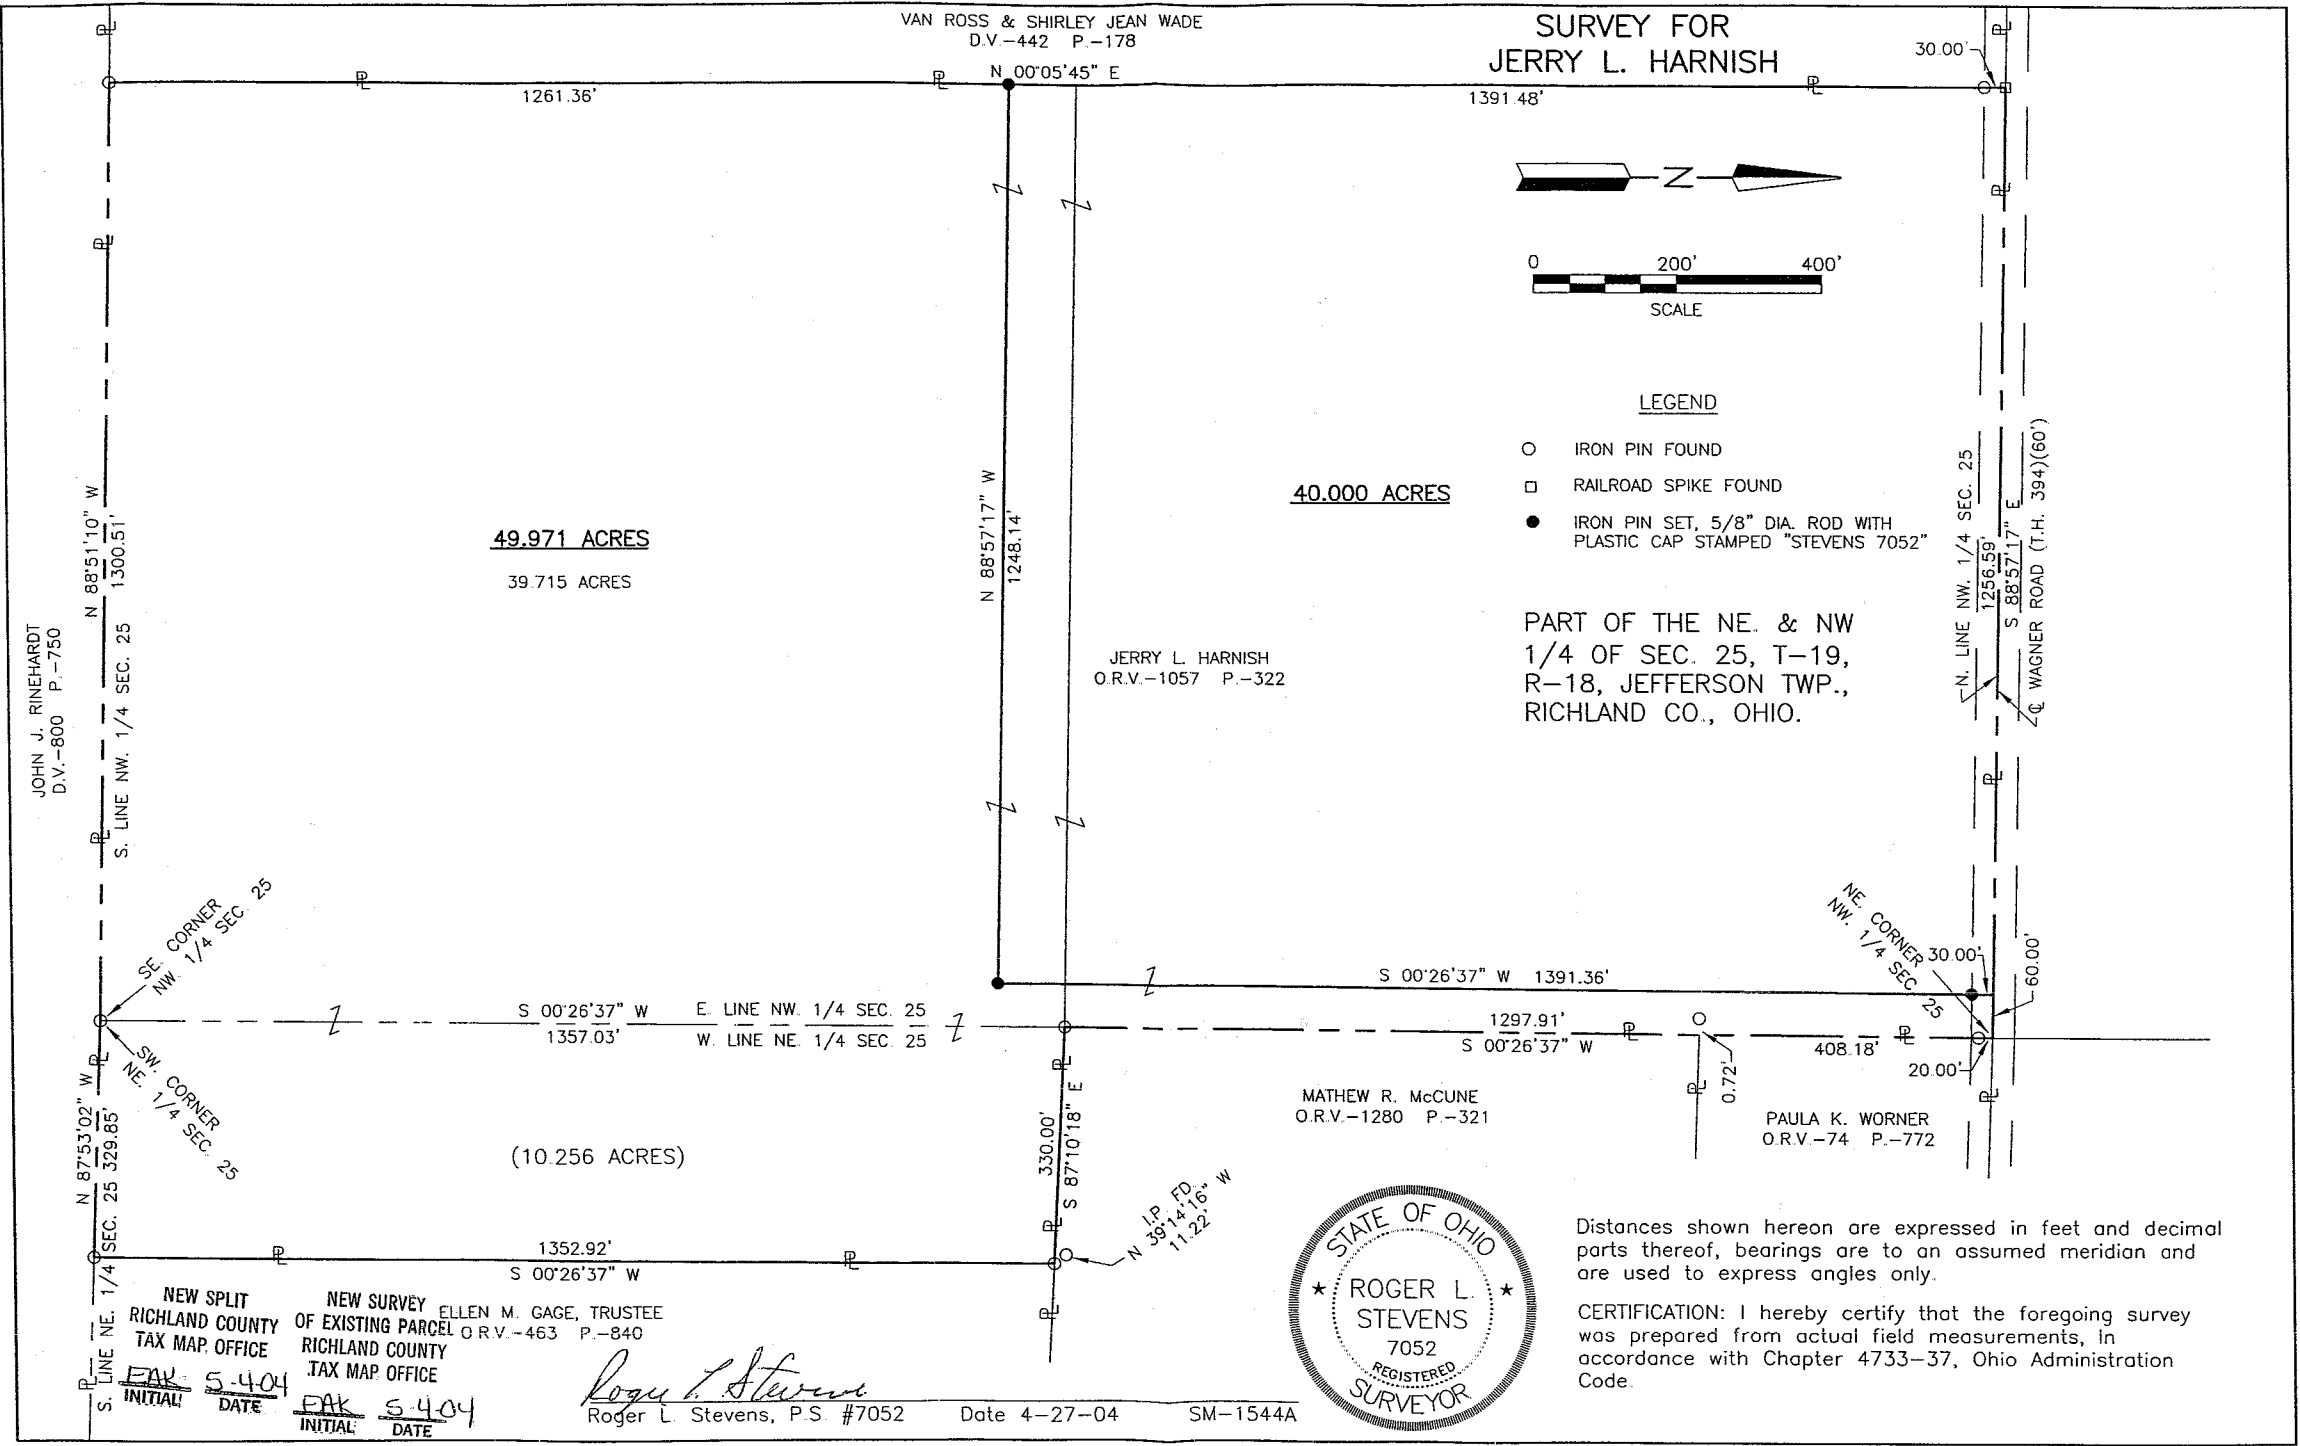 VAN ROSS & SHIRLEY JEAN WADE
D.V.-442 P.-178
SURVEY FOR
JERRY L. HARNISH
30.00'
N 00°05'45" E
1261.36'
1391.48'
N
0 200' 400'
SCALE
LEGEND
IRON PIN FOUND
RAILROAD SPIKE FOUND
IRON PIN SET, 5/8" DIA. ROD WITH
PLASTIC CAP STAMPED "STEVENS 7052"
40.000 ACRES
49.971 ACRES
39.715 ACRES
N 88°51'10" W
1300.51'
S. LINE NW. 1/4 SEC. 25
JOHN J. RINEHARDT
D.V.-800 P.-750
N 88°57'17" W
1248.14'
JERRY L. HARNISH
O.R.V.-1057 P.-322
PART OF THE NE. & NW
1/4 OF SEC. 25, T-19,
R-18, JEFFERSON TWP.,
RICHLAND CO., OHIO.
N. LINE NW. 1/4 SEC. 25
1256.59'
S 88°57'17" E
℄ WAGNER ROAD (T.H. 394)(60')
SE. CORNER
NW. 1/4 SEC. 25
NE. CORNER
NW. 1/4 SEC. 25
30.00'
60.00'
S 00°26'37" W 1391.36'
S 00°26'37" W E. LINE NW. 1/4 SEC. 25
1357.03' W. LINE NE. 1/4 SEC. 25
1297.91'
S 00°26'37" W
408.18'
20.00'
0.72'
SW. CORNER
NE. 1/4 SEC. 25
N 87°53'02" W
329.85'
S. LINE NE. 1/4 SEC. 25
(10.256 ACRES)
330.00'
S 87°10'18" E
MATHEW R. McCUNE
O.R.V.-1280 P.-321
PAULA K. WORNER
O.R.V.-74 P.-772
I.P. FD.
N 39°14'16" W
11.22'
1352.92'
S 00°26'37" W
ELLEN M. GAGE, TRUSTEE
O.R.V.-463 P.-840
NEW SPLIT
RICHLAND COUNTY
TAX MAP OFFICE
EAK 5-4-04
INITIAL DATE
NEW SURVEY
OF EXISTING PARCEL
RICHLAND COUNTY
TAX MAP OFFICE
EAK 5-4-04
INITIAL DATE
Roger L. Stevens
Roger L. Stevens, P.S. #7052 Date 4-27-04 SM-1544A
STATE OF OHIO
ROGER L.
STEVENS
7052
REGISTERED
SURVEYOR
Distances shown hereon are expressed in feet and decimal
parts thereof, bearings are to an assumed meridian and
are used to express angles only.
CERTIFICATION: I hereby certify that the foregoing survey
was prepared from actual field measurements, in
accordance with Chapter 4733-37, Ohio Administration
Code.